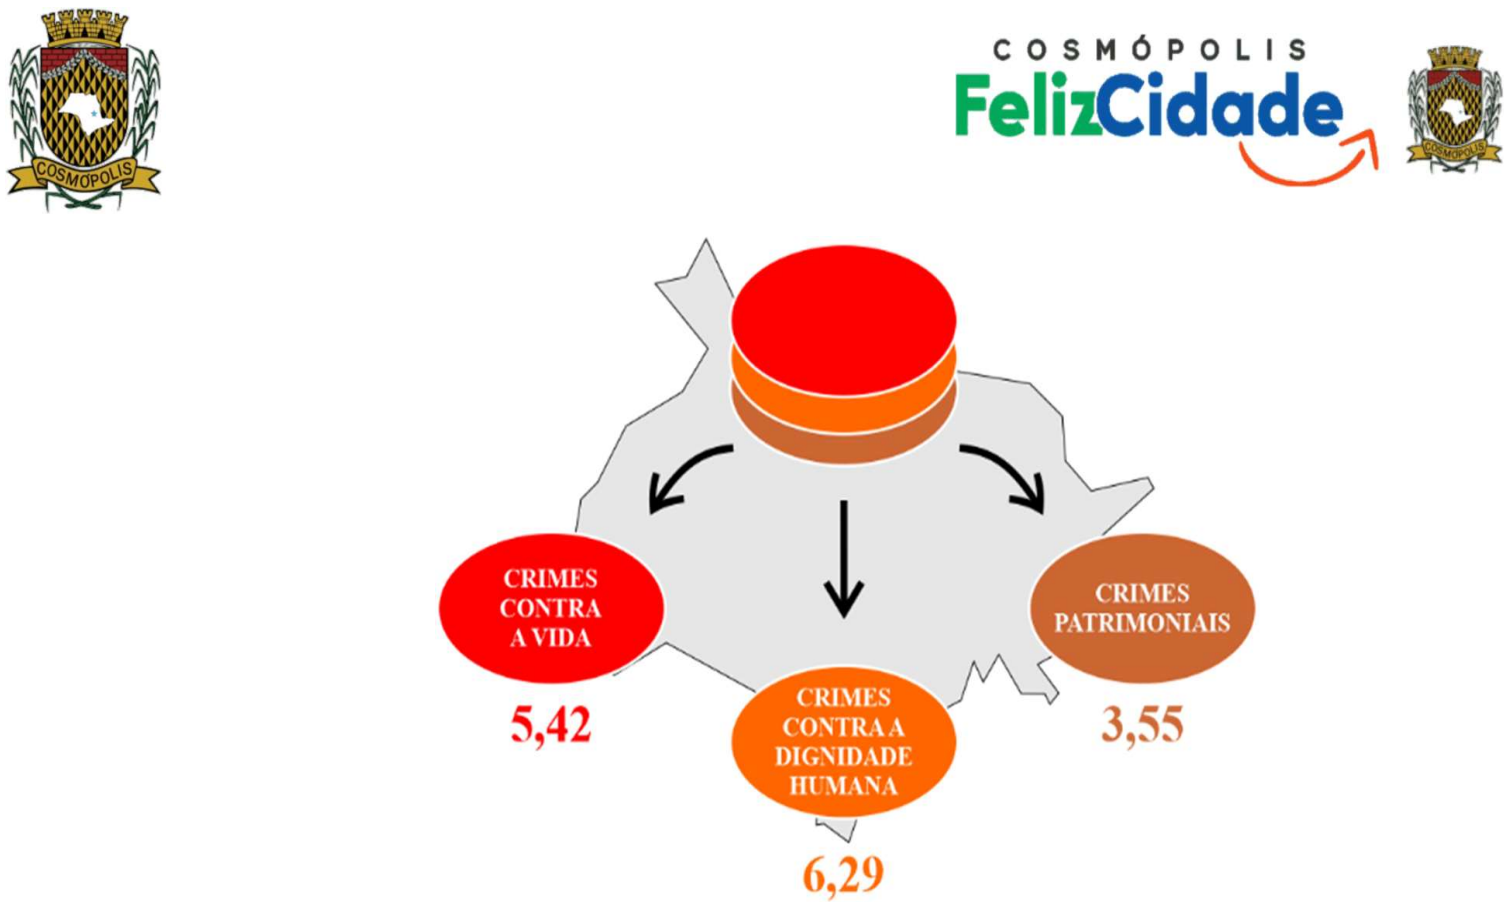 COSMÓPOLIS
COSMÓPOLIS
FelizCidade
COSMÓPOLIS
CRIMES
CONTRA
A VIDA
5,42
CRIMES
CONTRA A
DIGNIDADE
HUMANA
6,29
CRIMES
PATRIMONIAIS
3,55